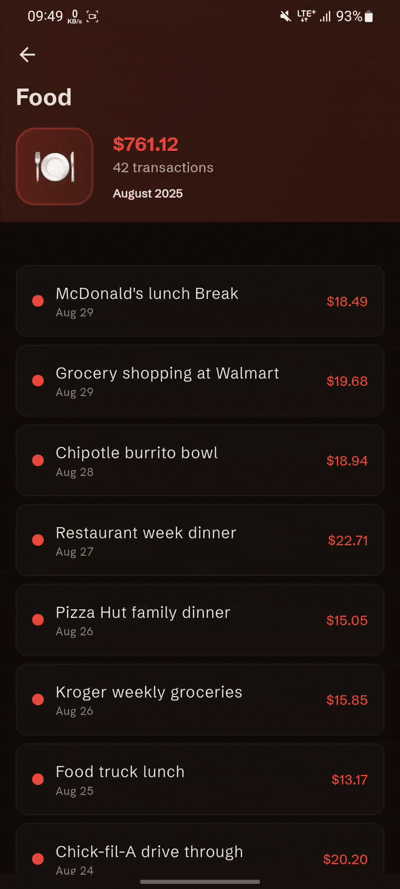 09:49 0 KB/s LTE+ 93%
Food
$761.12
42 transactions
August 2025
McDonald's lunch Break
$18.49
Aug 29
Grocery shopping at Walmart
$19.68
Aug 29
Chipotle burrito bowl
$18.94
Aug 28
Restaurant week dinner
$22.71
Aug 27
Pizza Hut family dinner
$15.05
Aug 26
Kroger weekly groceries
$15.85
Aug 26
Food truck lunch
$13.17
Aug 25
Chick-fil-A drive through
$20.20
Aug 24